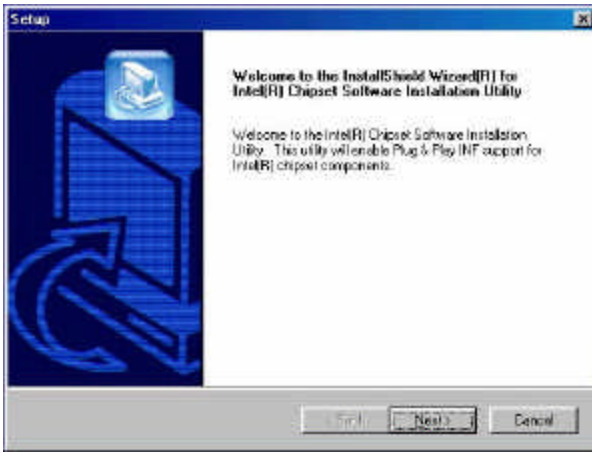 Setup
Welcome to the InstallShield Wizard(R) for
Intel(R) Chipset Software Installation Utility
Welcome to the Intel(R) Chipset Software Installation
Utility. This utility will enable Plug & Play INF support for
Intel(R) chipset components.
< Back
Next >
Cancel